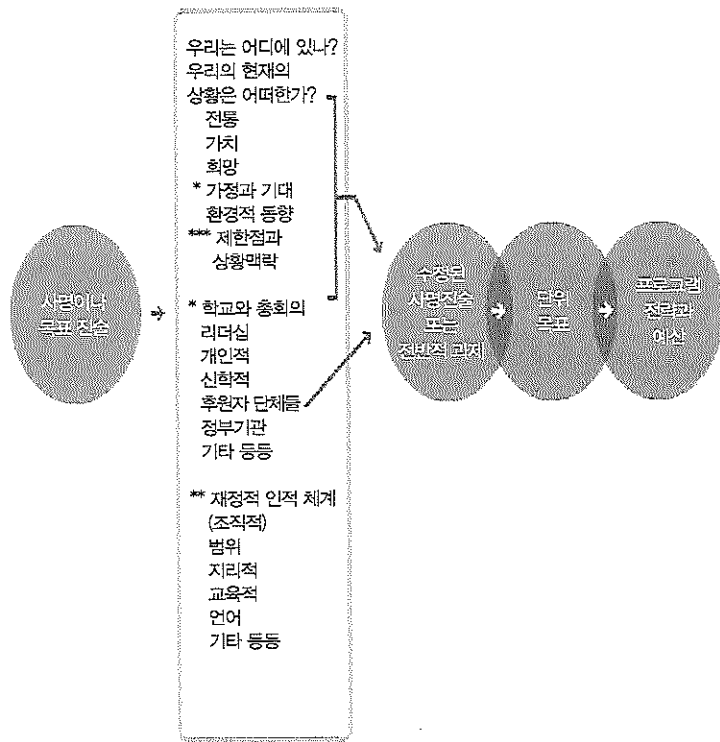 사명이나
목표 진술
우리는 어디에 있나?
우리의 현재의
상황은 어떠한가?
전통
가치
희망
* 가정과 기대
환경적 동향
*** 제한점과
상황맥락
* 학교와 총회의
리더십
개인적
신학적
후원자 단체들
정부기관
기타 등등
** 재정적 인적 체계
(조직적)
범위
지리적
교육적
언어
기타 등등
수정된
사명진술
또는
전반적 과제
단위
목표
프로그램
전략과
예산